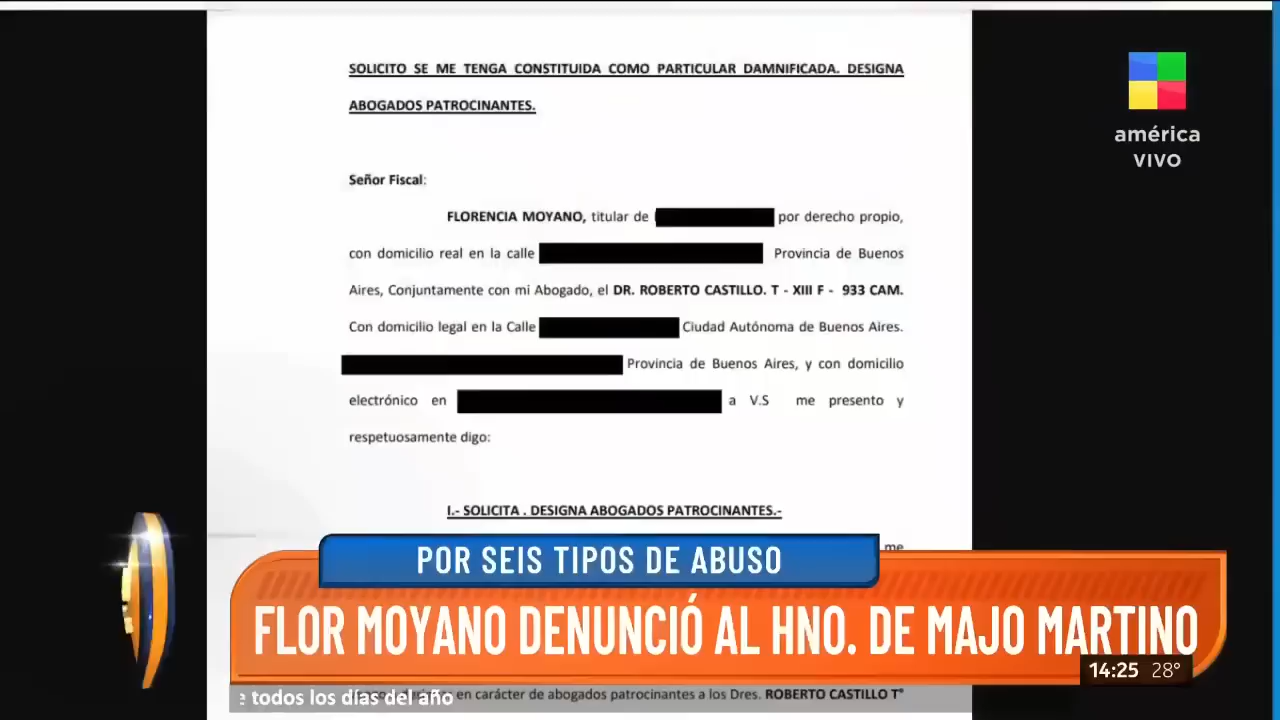 SOLICITO SE ME TENGA CONSTITUIDA COMO PARTICULAR DAMNIFICADA. DESIGNA
ABOGADOS PATROCINANTES.
Señor Fiscal:
FLORENCIA MOYANO, titular de por derecho propio,
con domicilio real en la calle Provincia de Buenos
Aires, Conjuntamente con mi Abogado, el DR. ROBERTO CASTILLO. T - XIII F - 933 CAM.
Con domicilio legal en la Calle Ciudad Autónoma de Buenos Aires.
Provincia de Buenos Aires, y con domicilio
electrónico en a V.S me presento y
respetuosamente digo:
I.- SOLICITA . DESIGNA ABOGADOS PATROCINANTES.-
me
américa
VIVO
POR SEIS TIPOS DE ABUSO
FLOR MOYANO DENUNCIÓ AL HNO. DE MAJO MARTINO
14:25 28°
e todos los días del año
en carácter de abogados patrocinantes a los Dres. ROBERTO CASTILLO T°